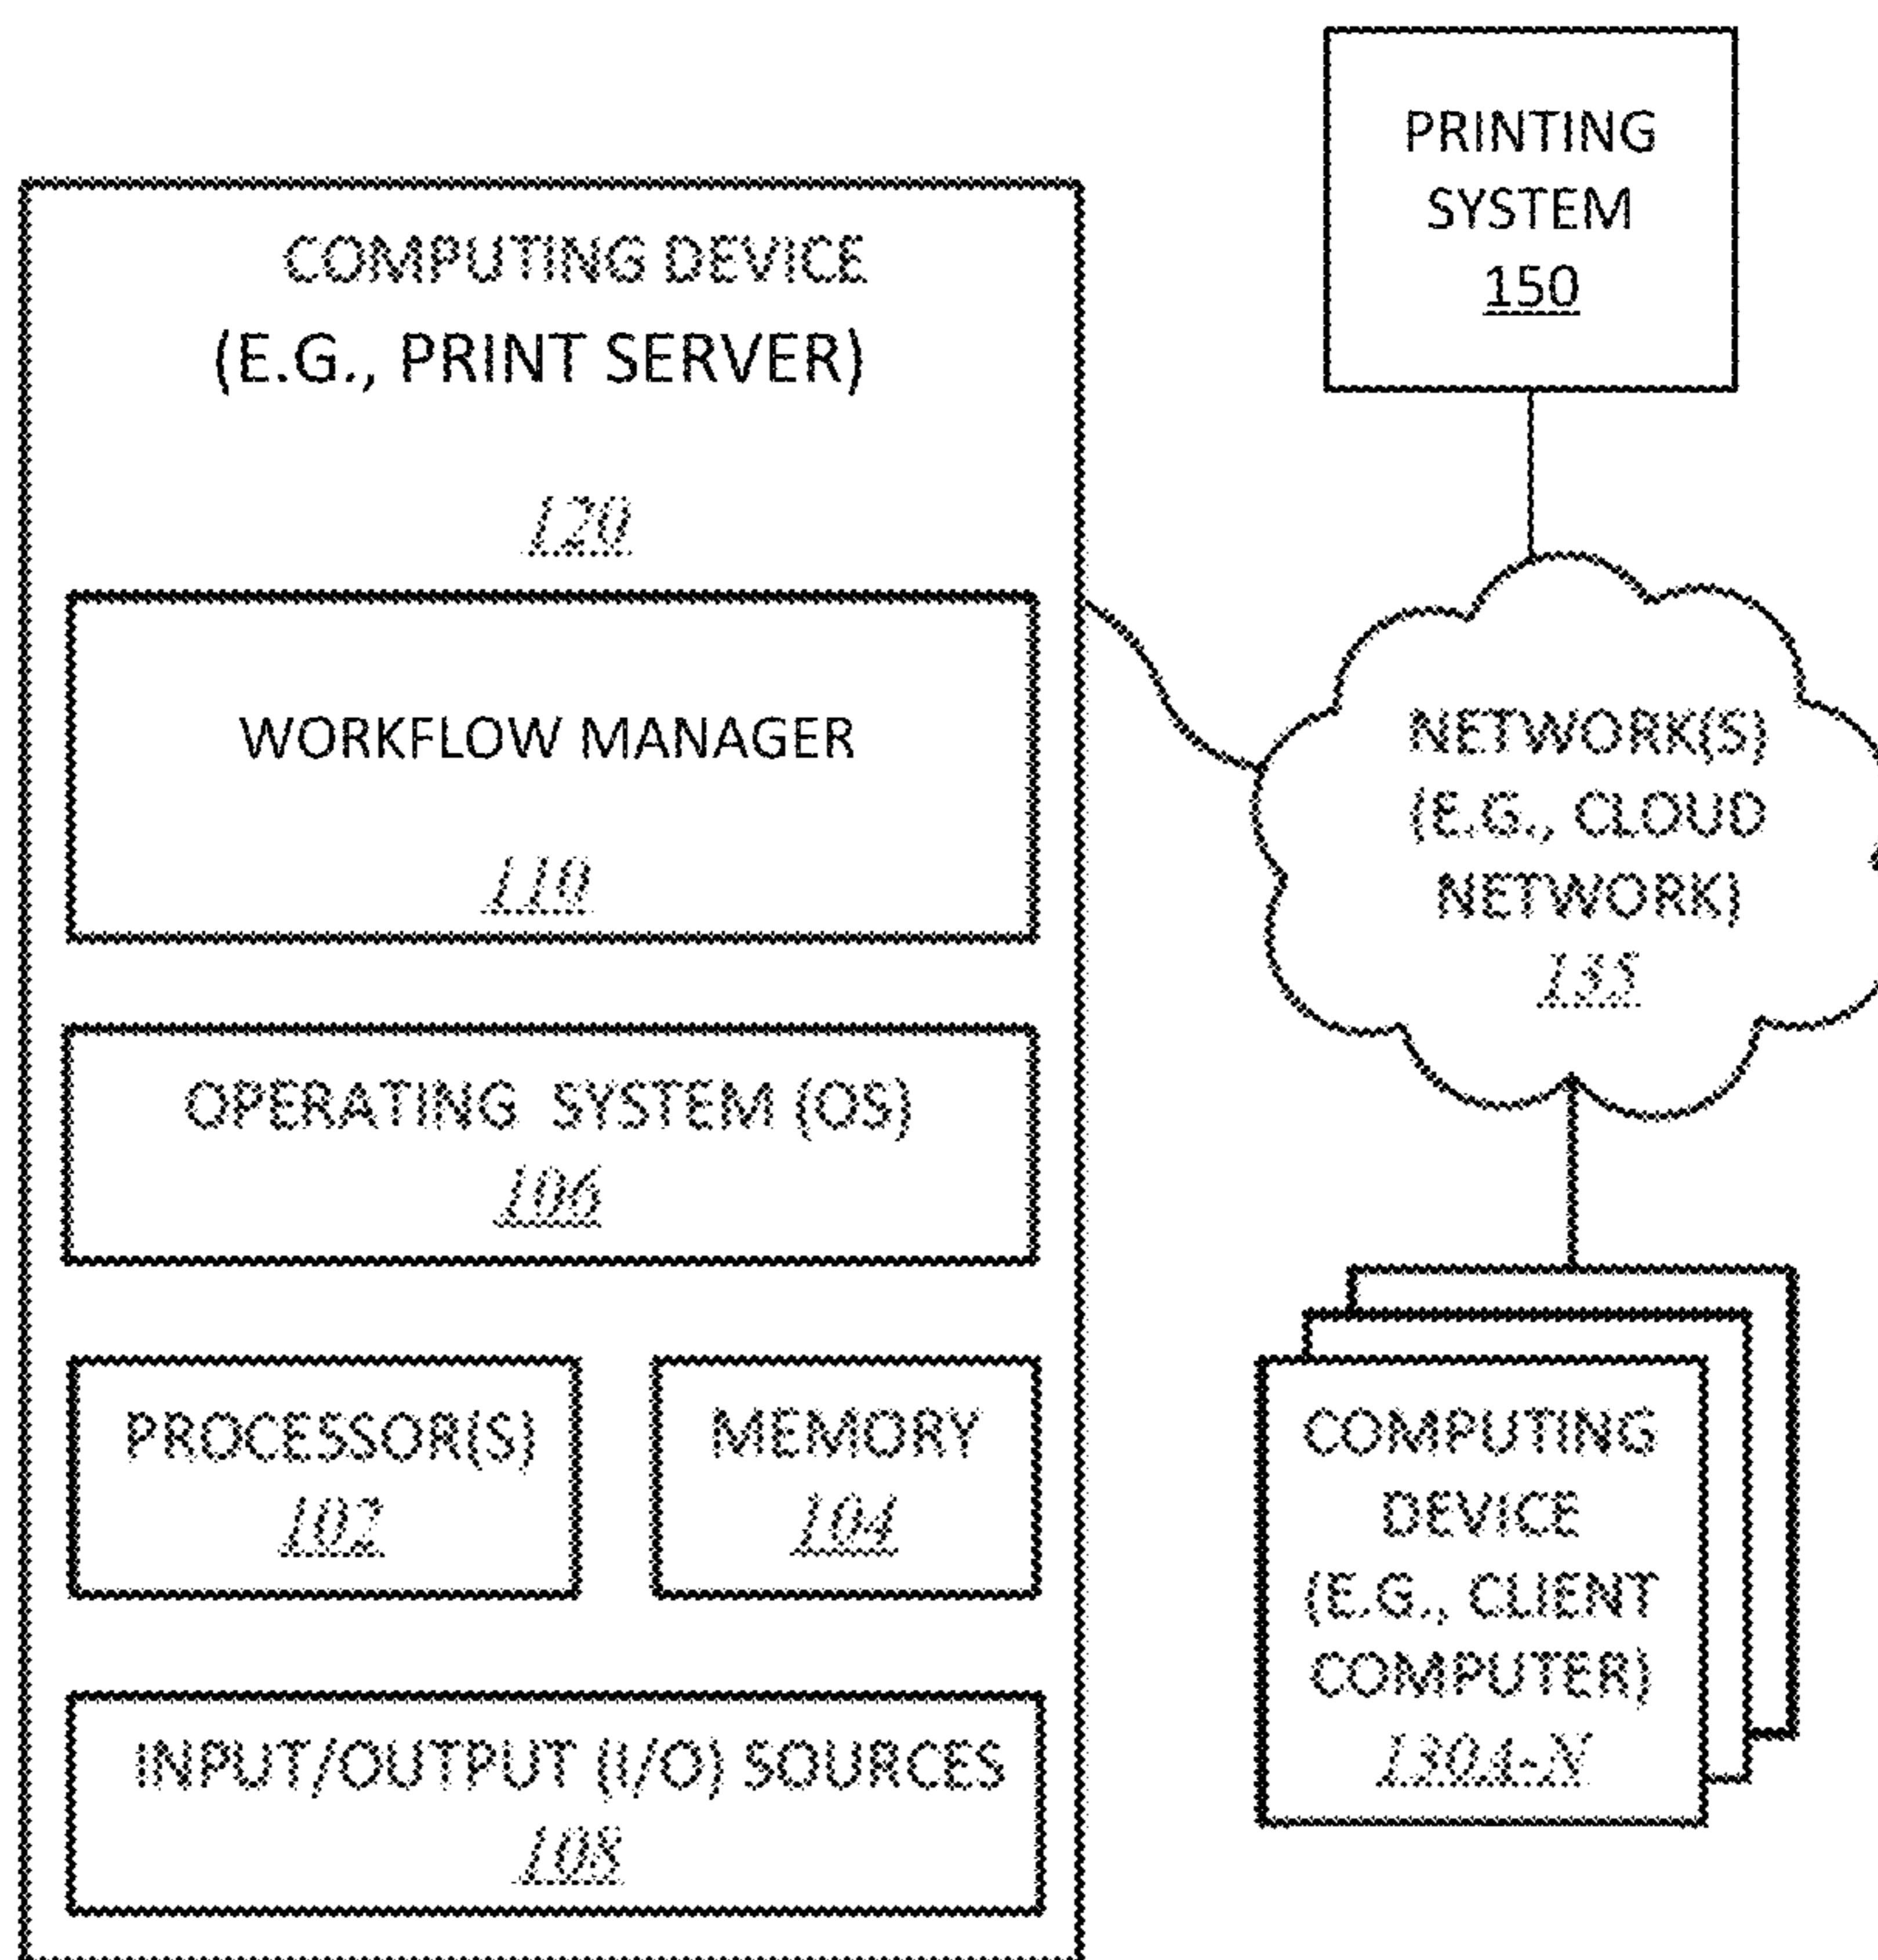 COMPUTING DEVICE
(E.G., PRINT SERVER)
120
WORKFLOW MANAGER
110
OPERATING SYSTEM (OS)
106
PROCESSOR(S)
102
MEMORY
104
INPUT/OUTPUT (I/O) SOURCES
108
PRINTING
SYSTEM
150
NETWORK(S)
(E.G., CLOUD
NETWORK)
135
COMPUTING
DEVICE
(E.G., CLIENT
COMPUTER)
130A-N